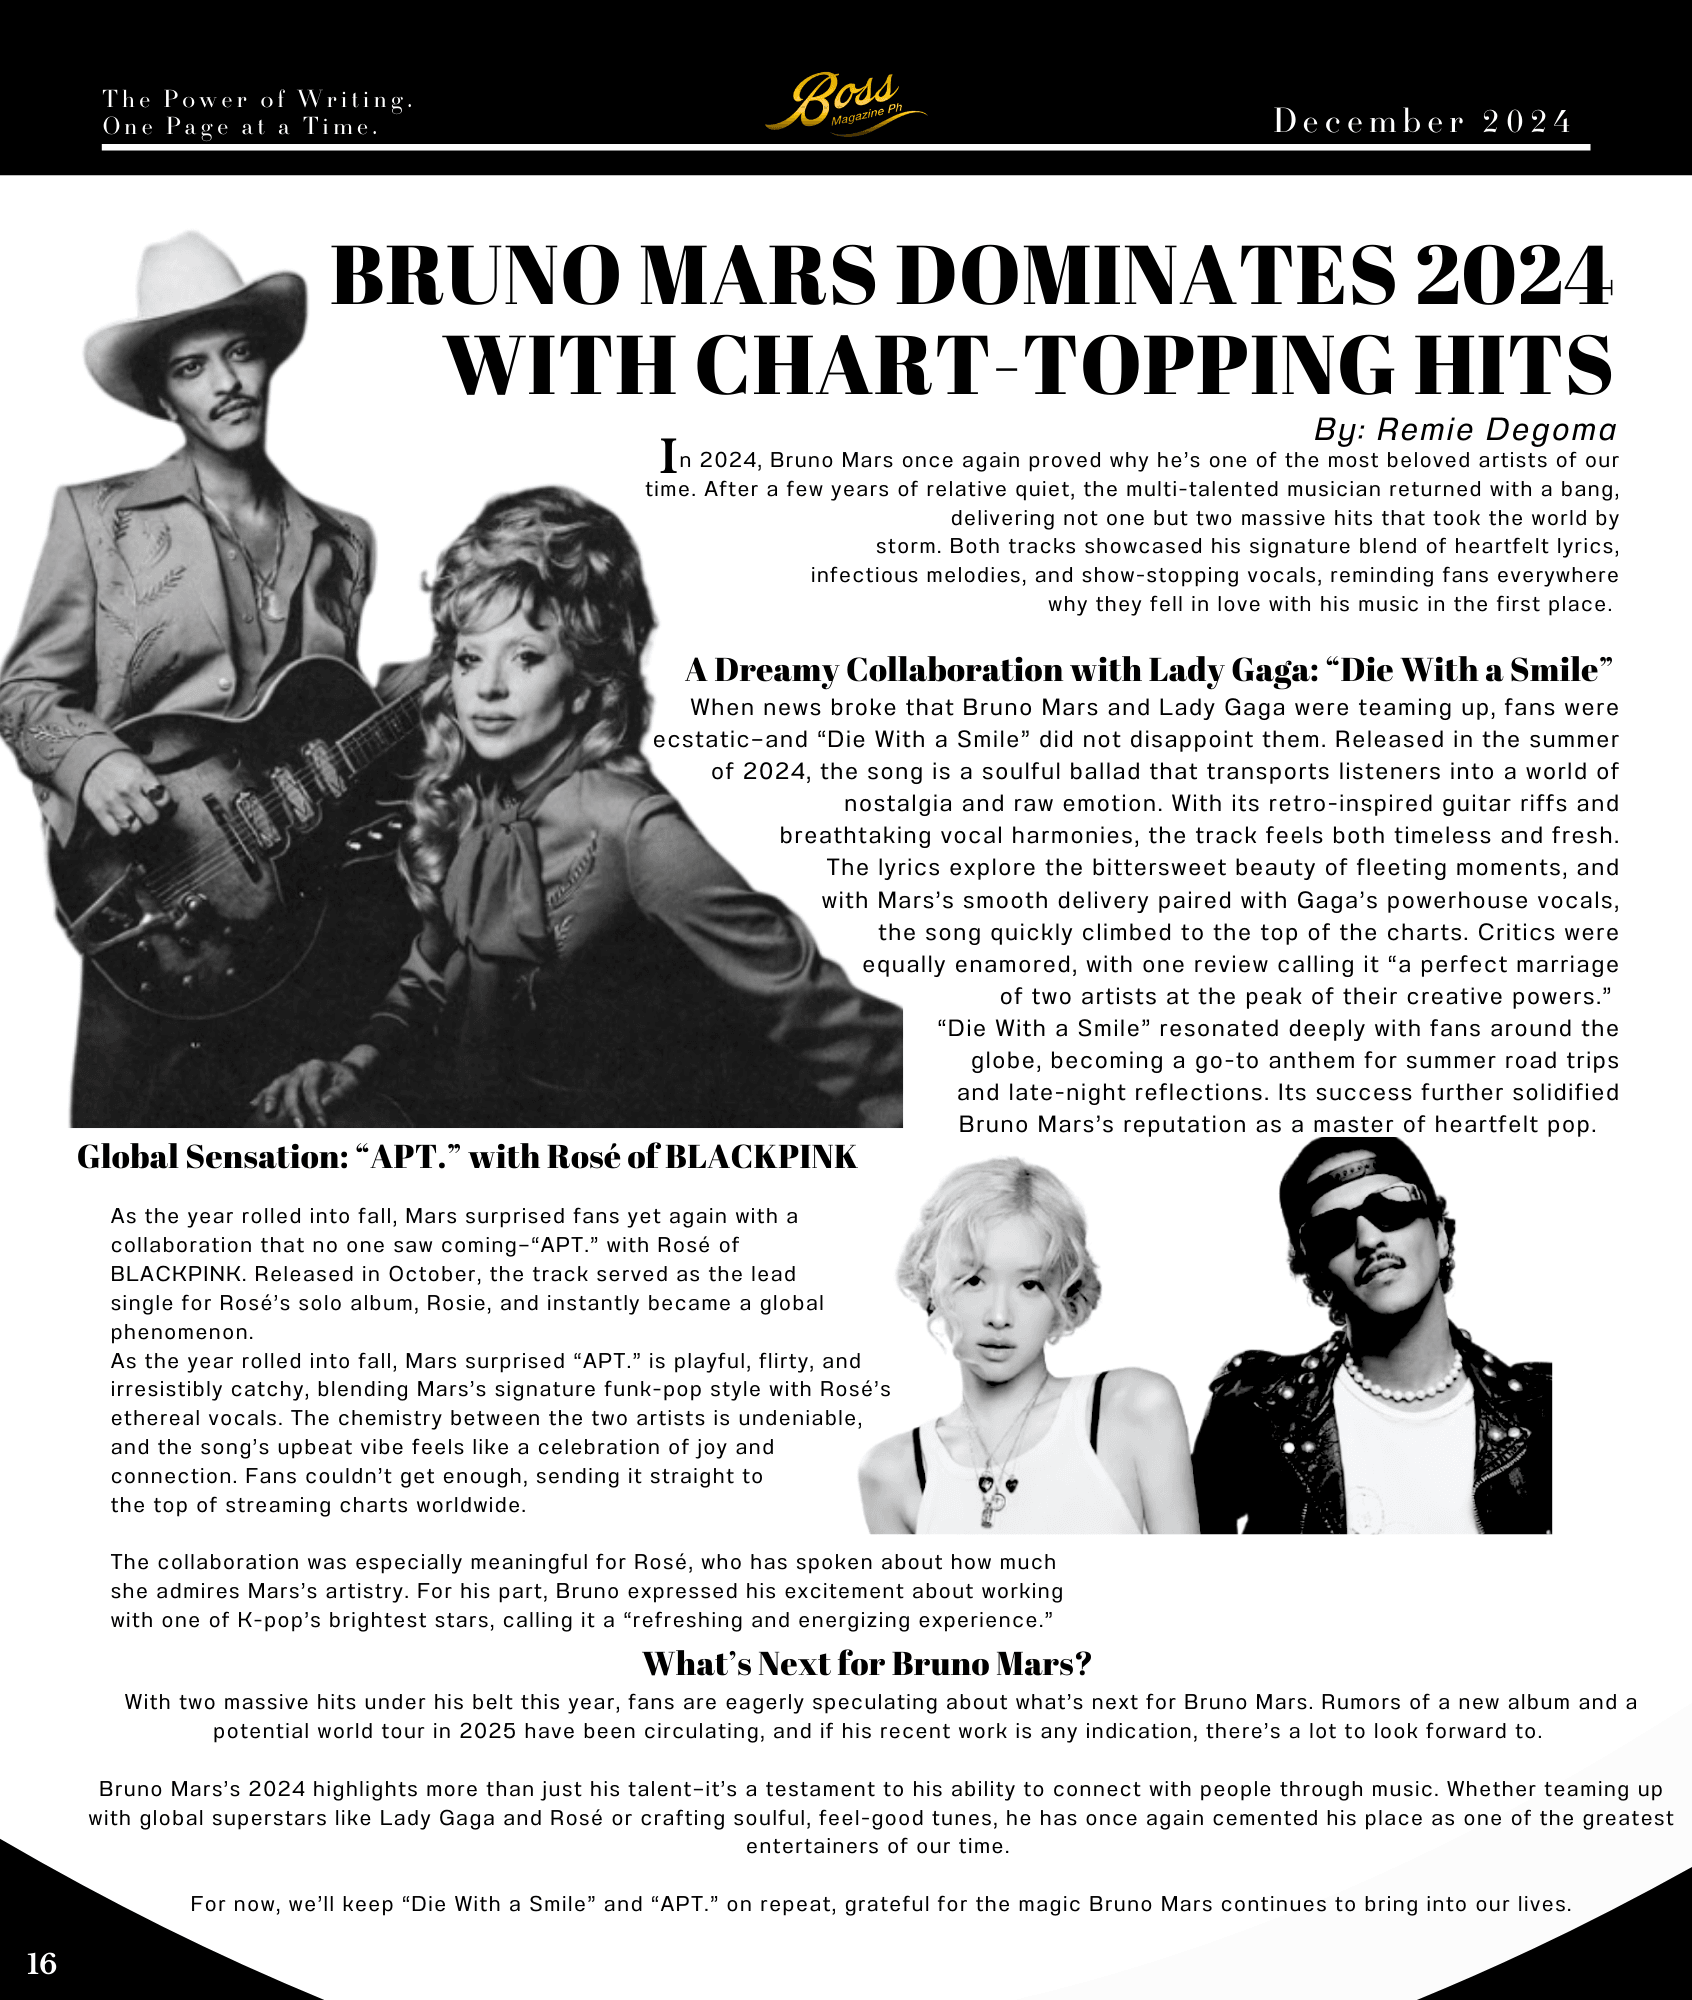 The Power of Writing.
One Page at a Time.
Boss
Magazine Ph
December 2024
BRUNO MARS DOMINATES 2024
WITH CHART-TOPPING HITS
By: Remie Degoma
In 2024, Bruno Mars once again proved why he’s one of the most beloved artists of our
time. After a few years of relative quiet, the multi-talented musician returned with a bang,
delivering not one but two massive hits that took the world by
storm. Both tracks showcased his signature blend of heartfelt lyrics,
infectious melodies, and show-stopping vocals, reminding fans everywhere
why they fell in love with his music in the first place.
A Dreamy Collaboration with Lady Gaga: “Die With a Smile”
When news broke that Bruno Mars and Lady Gaga were teaming up, fans were
ecstatic–and “Die With a Smile” did not disappoint them. Released in the summer
of 2024, the song is a soulful ballad that transports listeners into a world of
nostalgia and raw emotion. With its retro-inspired guitar riffs and
breathtaking vocal harmonies, the track feels both timeless and fresh.
The lyrics explore the bittersweet beauty of fleeting moments, and
with Mars’s smooth delivery paired with Gaga’s powerhouse vocals,
the song quickly climbed to the top of the charts. Critics were
equally enamored, with one review calling it “a perfect marriage
of two artists at the peak of their creative powers.”
“Die With a Smile” resonated deeply with fans around the
globe, becoming a go-to anthem for summer road trips
and late-night reflections. Its success further solidified
Bruno Mars’s reputation as a master of heartfelt pop.
Global Sensation: “APT.” with Rosé of BLACKPINK
As the year rolled into fall, Mars surprised fans yet again with a
collaboration that no one saw coming–“APT.” with Rosé of
BLACKPINK. Released in October, the track served as the lead
single for Rosé’s solo album, Rosie, and instantly became a global
phenomenon.
As the year rolled into fall, Mars surprised “APT.” is playful, flirty, and
irresistibly catchy, blending Mars’s signature funk-pop style with Rosé’s
ethereal vocals. The chemistry between the two artists is undeniable,
and the song’s upbeat vibe feels like a celebration of joy and
connection. Fans couldn’t get enough, sending it straight to
the top of streaming charts worldwide.
The collaboration was especially meaningful for Rosé, who has spoken about how much
she admires Mars’s artistry. For his part, Bruno expressed his excitement about working
with one of K-pop’s brightest stars, calling it a “refreshing and energizing experience.”
What’s Next for Bruno Mars?
With two massive hits under his belt this year, fans are eagerly speculating about what’s next for Bruno Mars. Rumors of a new album and a
potential world tour in 2025 have been circulating, and if his recent work is any indication, there’s a lot to look forward to.
Bruno Mars’s 2024 highlights more than just his talent–it’s a testament to his ability to connect with people through music. Whether teaming up
with global superstars like Lady Gaga and Rosé or crafting soulful, feel-good tunes, he has once again cemented his place as one of the greatest
entertainers of our time.
For now, we’ll keep “Die With a Smile” and “APT.” on repeat, grateful for the magic Bruno Mars continues to bring into our lives.
16